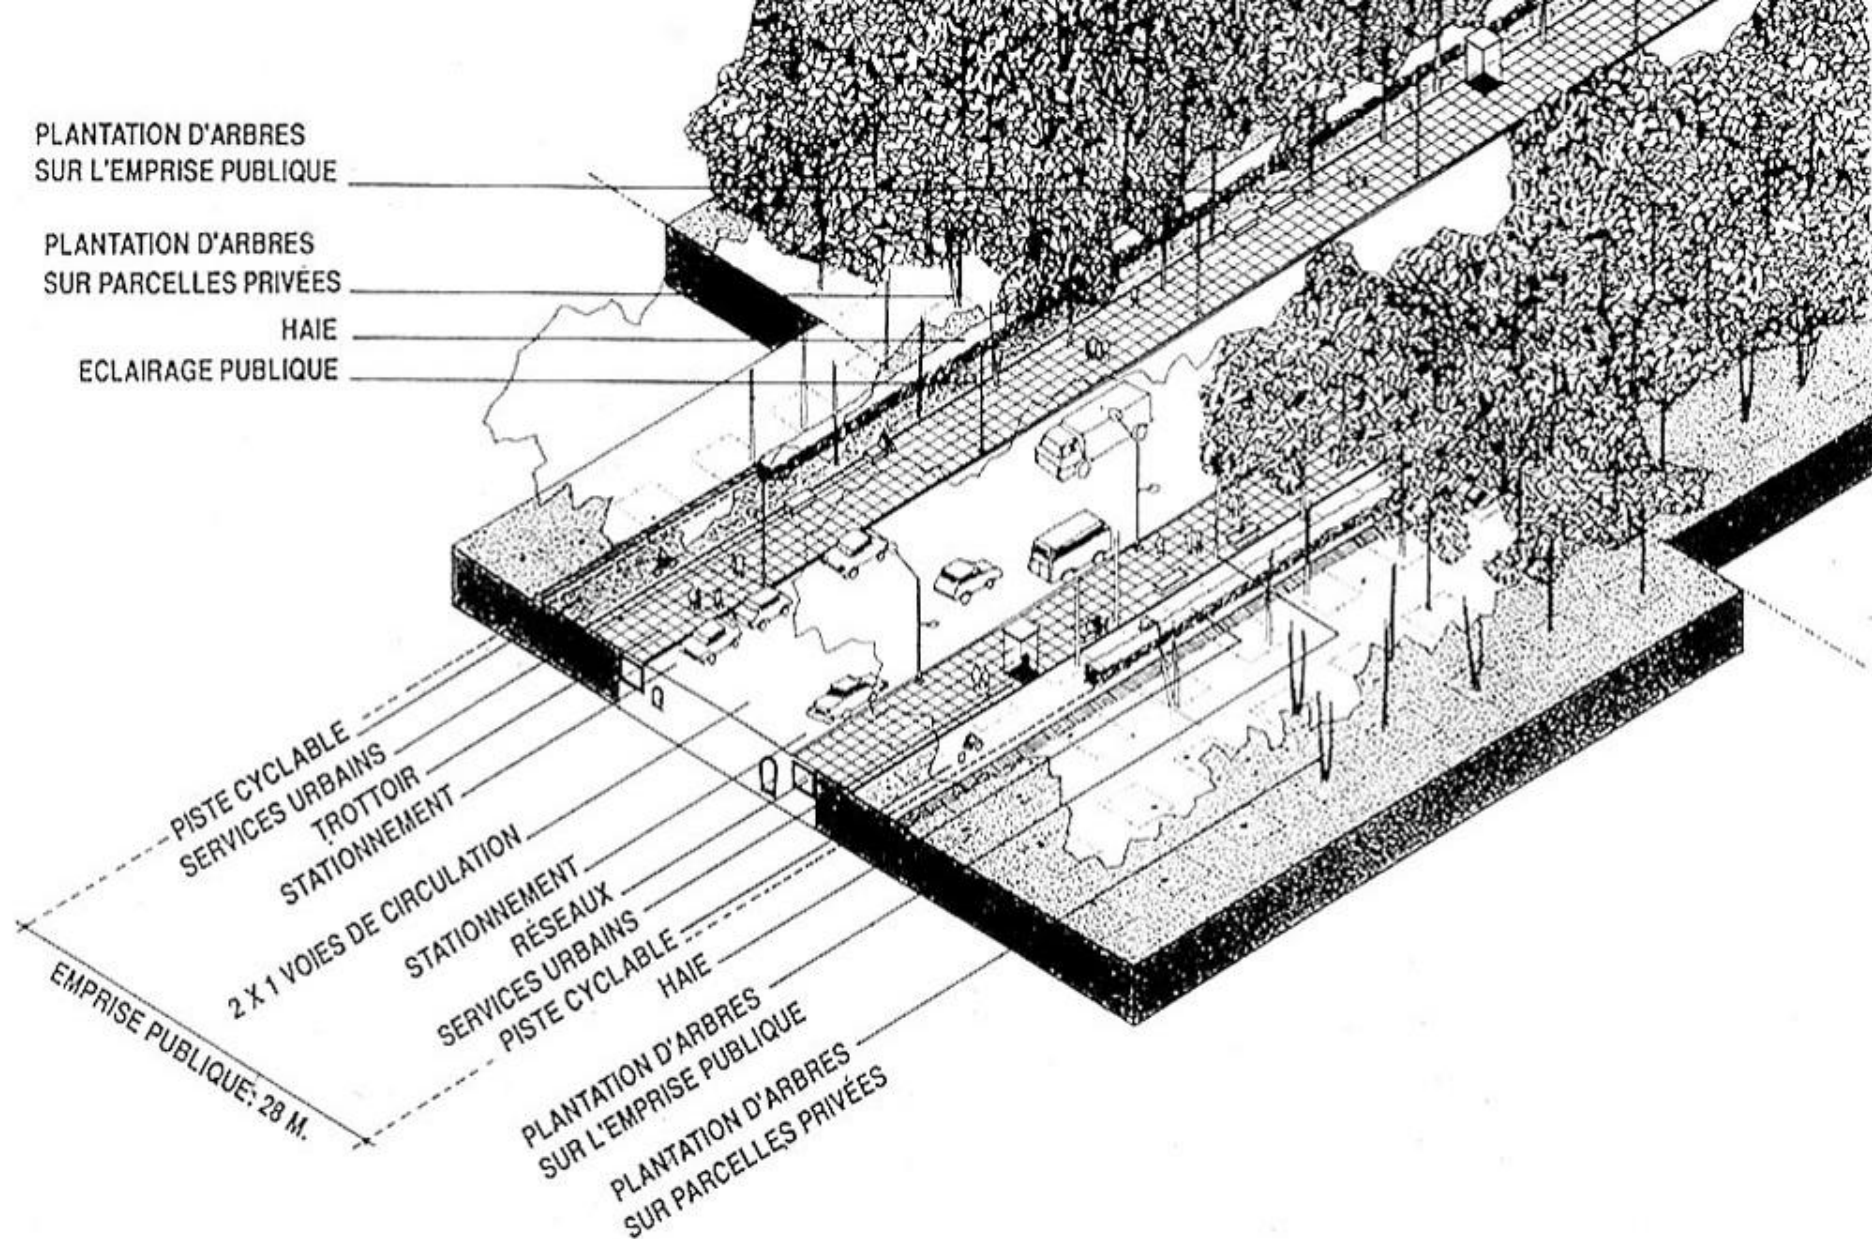 PLANTATION D'ARBRES
SUR L'EMPRISE PUBLIQUE
PLANTATION D'ARBRES
SUR PARCELLES PRIVÉES
HAIE
ECLAIRAGE PUBLIQUE
PISTE CYCLABLE
SERVICES URBAINS
TROTTOIR
STATIONNEMENT
2 X 1 VOIES DE CIRCULATION
STATIONNEMENT
RÉSEAUX
SERVICES URBAINS
PISTE CYCLABLE
HAIE
PLANTATION D'ARBRES
SUR L'EMPRISE PUBLIQUE
PLANTATION D'ARBRES
SUR PARCELLES PRIVÉES
EMPRISE PUBLIQUE: 28 M.